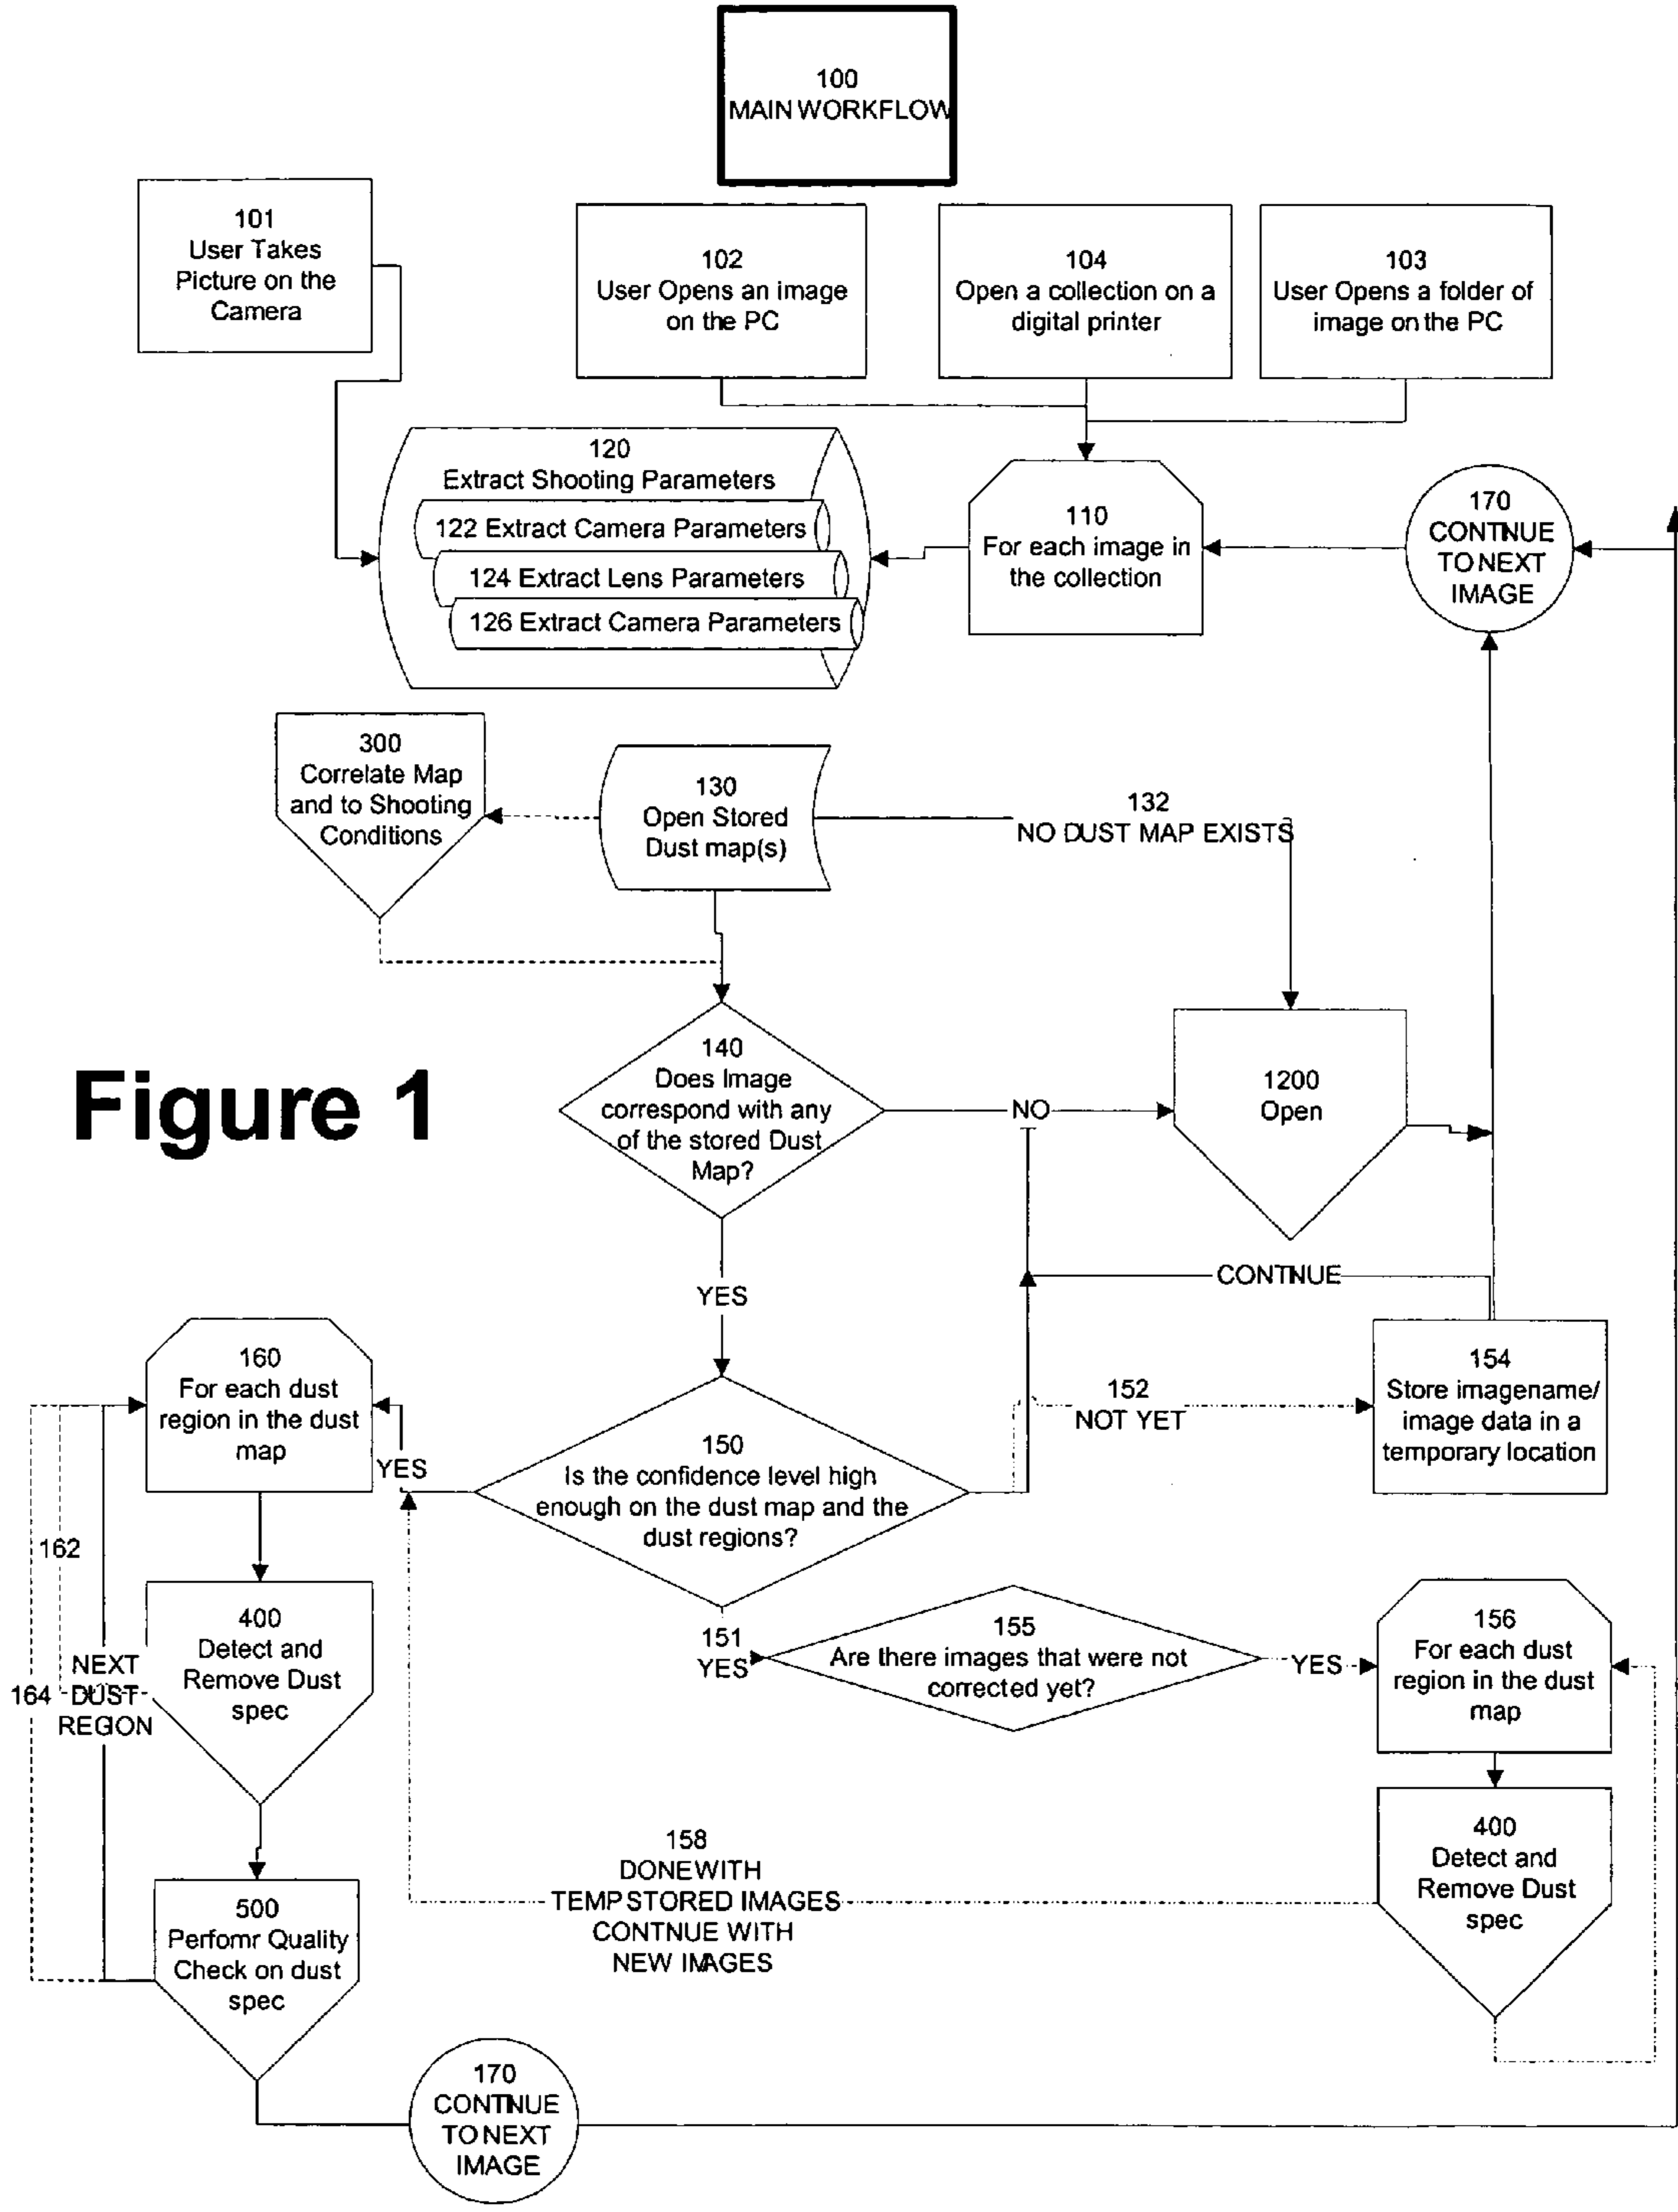 100
MAIN WORKFLOW
101
User Takes
Picture on the
Camera
102
User Opens an image
on the PC
104
Open a collection on a
digital printer
103
User Opens a folder of
image on the PC
120
Extract Shooting Parameters
122 Extract Camera Parameters
124 Extract Lens Parameters
126 Extract Camera Parameters
110
For each image in
the collection
170
CONTNUE
TO NEXT
IMAGE
300
Correlate Map
and to Shooting
Conditions
130
Open Stored
Dust map(s)
132
NO DUST MAP EXISTS
Figure 1
140
Does Image
correspond with any
of the stored Dust
Map?
NO
1200
Open
YES
CONTNUE
160
For each dust
region in the dust
map
YES
150
Is the confidence level high
enough on the dust map and the
dust regions?
152
NOT YET
154
Store imagename/
image data in a
temporary location
162
400
Detect and
Remove Dust
spec
NEXT
DUST
REGION
164
151
YES
155
Are there images that were not
corrected yet?
YES
156
For each dust
region in the dust
map
158
DONE WITH
TEMP STORED IMAGES
CONTNUE WITH
NEW IMAGES
400
Detect and
Remove Dust
spec
500
Perfomr Quality
Check on dust
spec
170
CONTNUE
TO NEXT
IMAGE